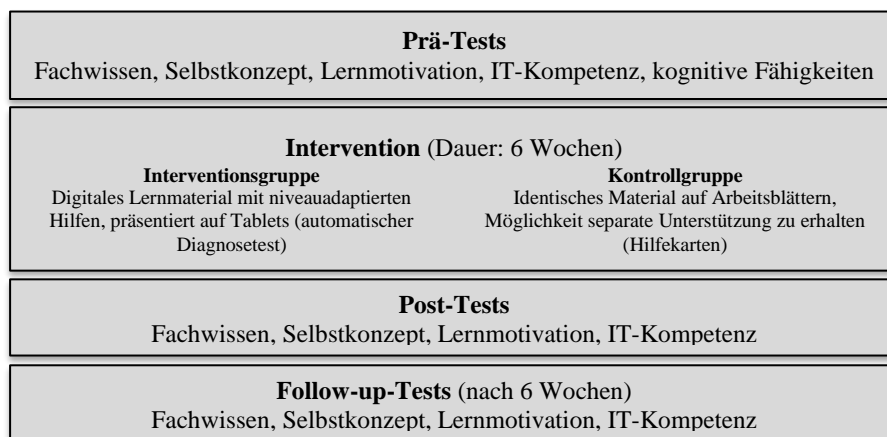 Prä-Tests
Fachwissen, Selbstkonzept, Lernmotivation, IT-Kompetenz, kognitive Fähigkeiten
Intervention (Dauer: 6 Wochen)
Interventionsgruppe
Digitales Lernmaterial mit niveauadaptierten
Hilfen, präsentiert auf Tablets (automatischer
Diagnosetest)
Kontrollgruppe
Identisches Material auf Arbeitsblättern,
Möglichkeit separate Unterstützung zu erhalten
(Hilfekarten)
Post-Tests
Fachwissen, Selbstkonzept, Lernmotivation, IT-Kompetenz
Follow-up-Tests (nach 6 Wochen)
Fachwissen, Selbstkonzept, Lernmotivation, IT-Kompetenz